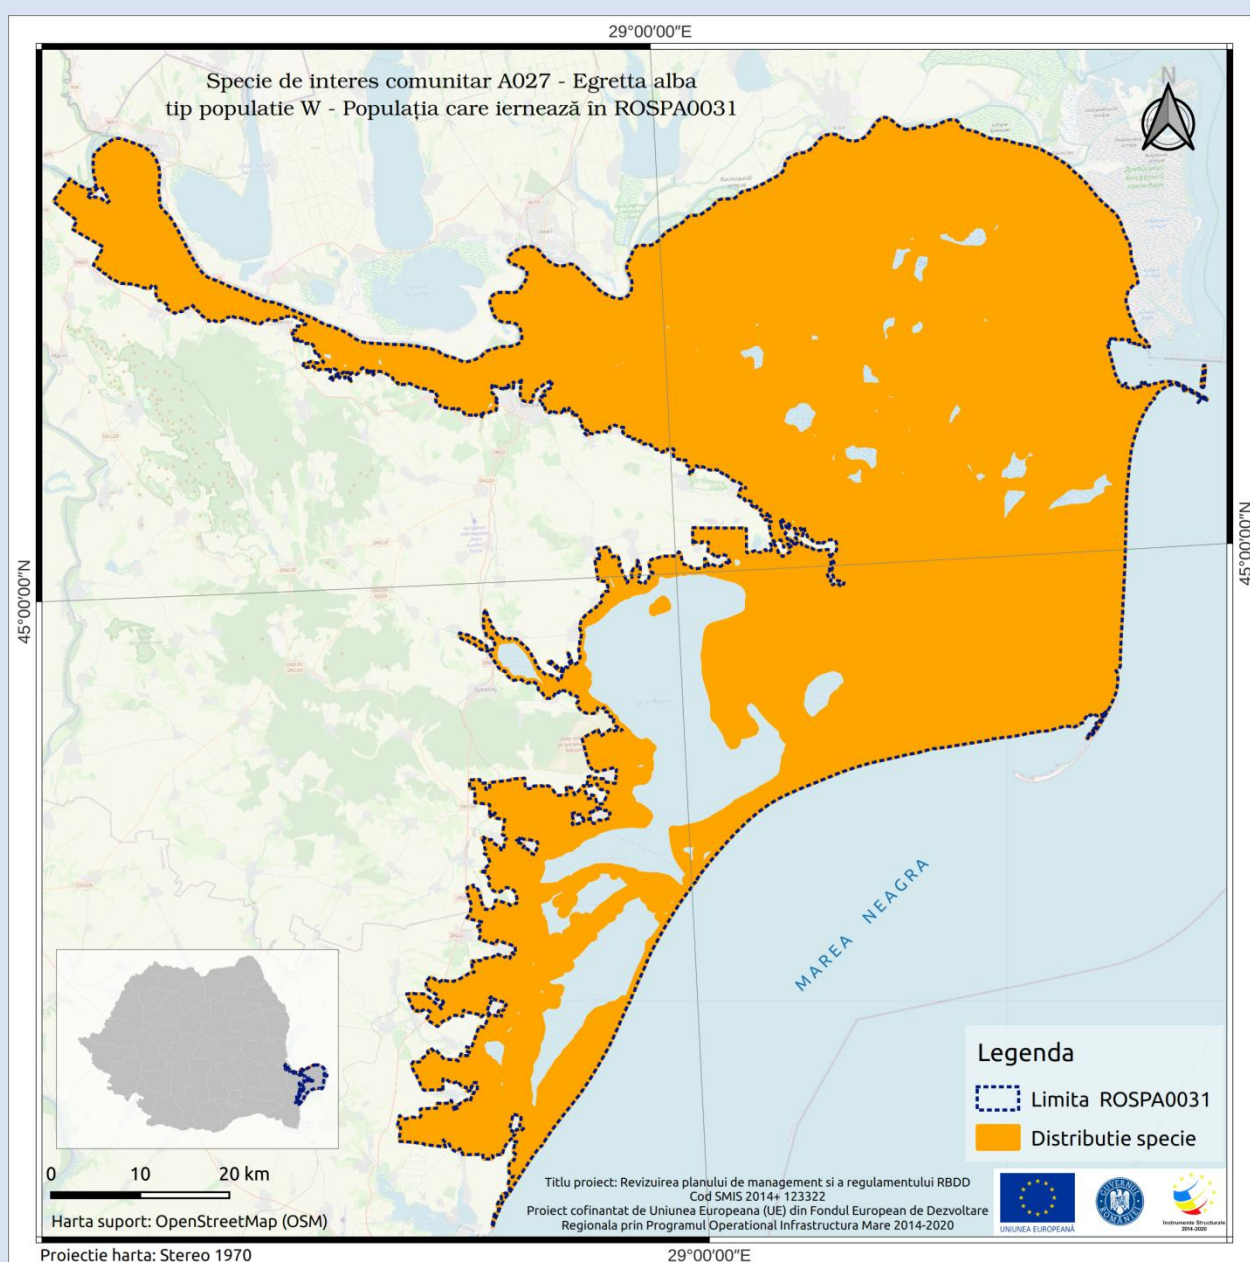 29°00′00″E
Specie de interes comunitar A027 - Egretta alba
tip populatie W - Populația care iernează în ROSPA0031
N
45°00′00″N
45°00′00″N
MAREA NEAGRA
Legenda
Limita ROSPA0031
Distributie specie
0 10 20 km
Harta suport: OpenStreetMap (OSM)
Titlu proiect: Revizuirea planului de management si a regulamentului RBDD
Cod SMIS 2014+ 123322
Proiect cofinantat de Uniunea Europeana (UE) din Fondul European de Dezvoltare
Regionala prin Programul Operational Infrastructura Mare 2014-2020
UNIUNEA EUROPEANĂ
GUVERNUL ROMÂNIEI
Instrumente Structurale
2014-2020
Proiectie harta: Stereo 1970
29°00′00″E